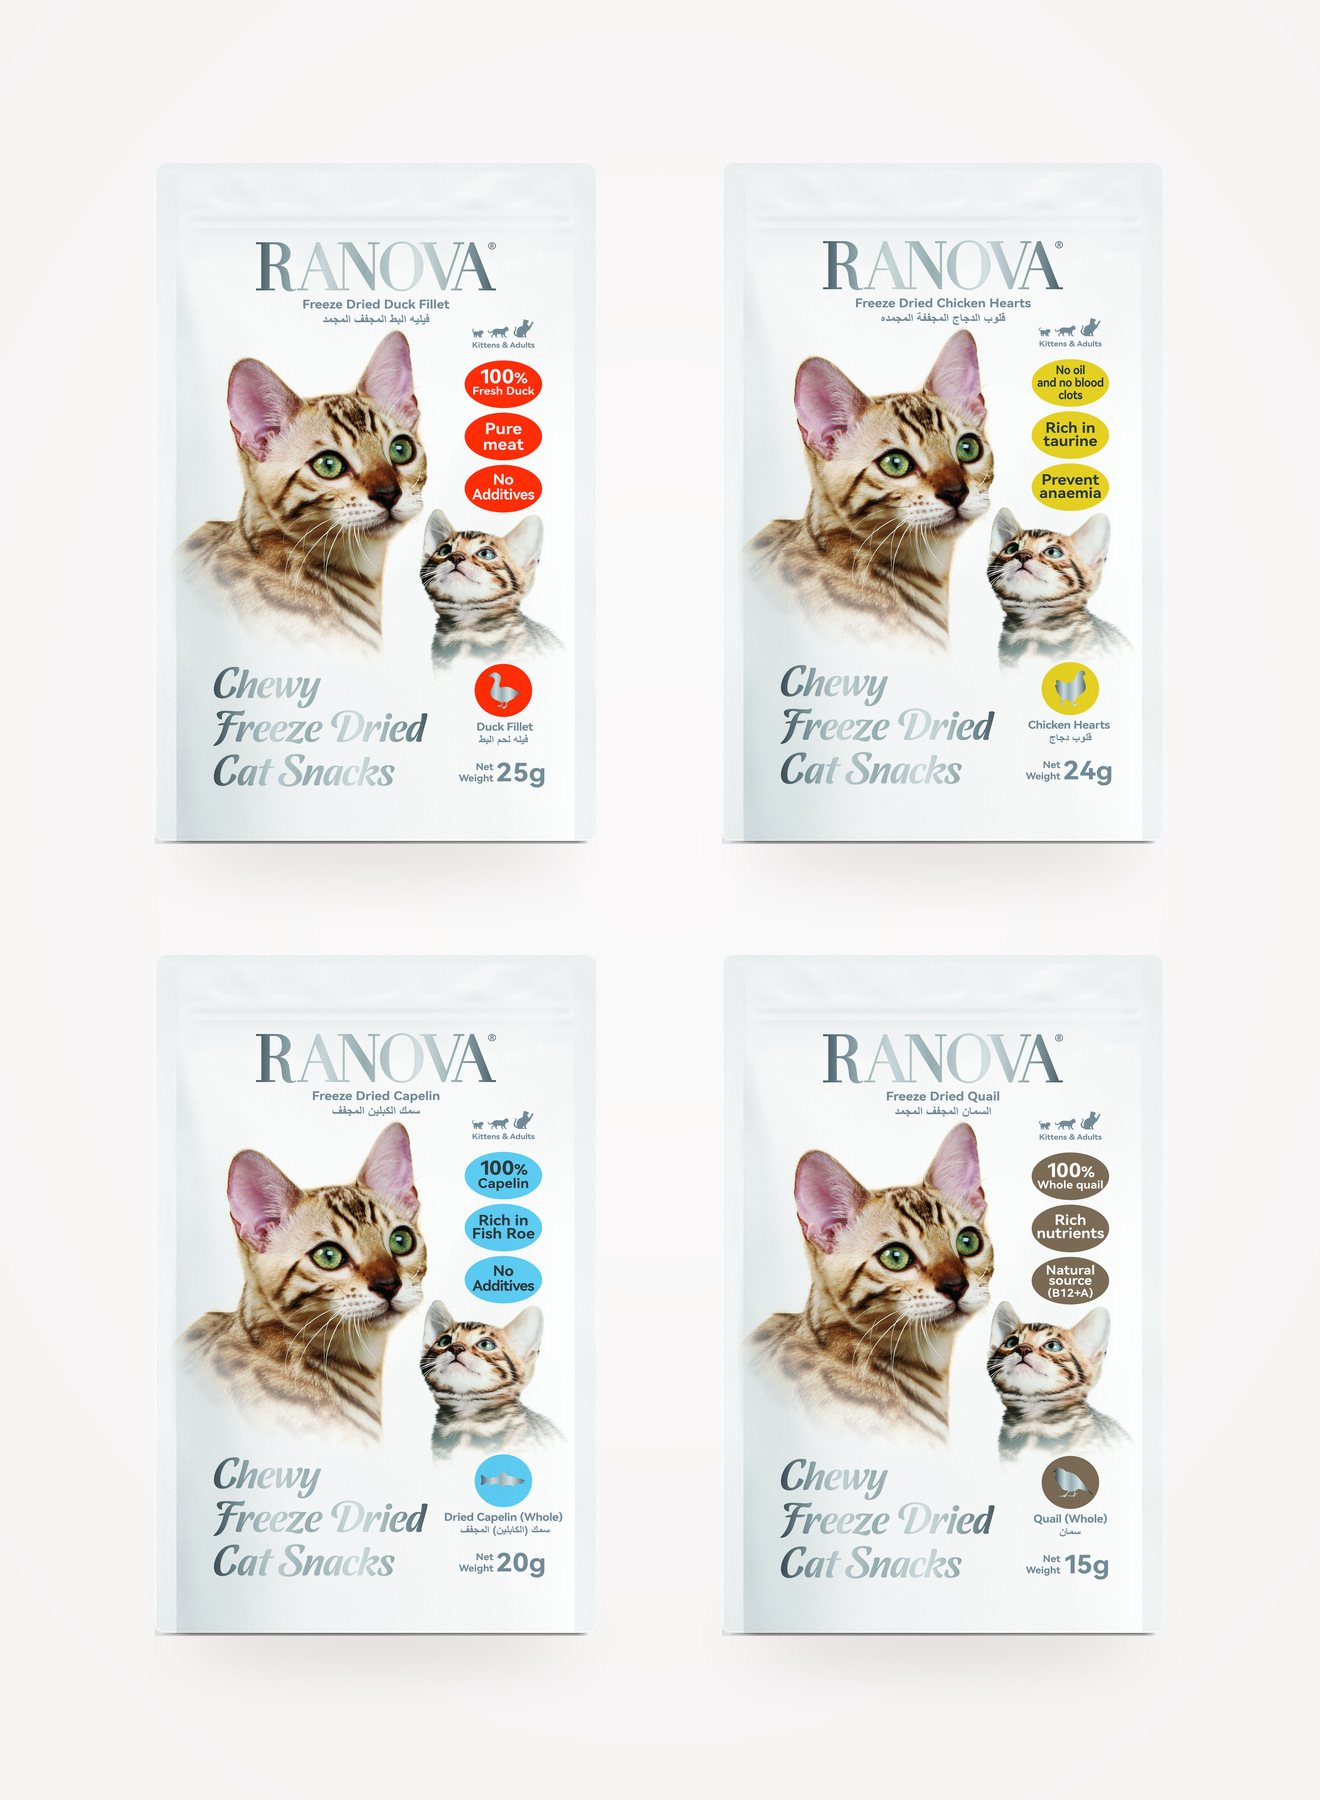 RANOVA®
Freeze Dried Duck Fillet
فيليه البط المجفف المجمد
Kittens & Adults
100%
Fresh Duck
Pure
meat
No
Additives
Chewy
Freeze Dried
Cat Snacks
Duck Fillet
فيله لحم البط
Net
Weight 25g
RANOVA®
Freeze Dried Chicken Hearts
قلوب الدجاج المجففة المجمده
Kittens & Adults
No oil
and no blood
clots
Rich in
taurine
Prevent
anaemia
Chewy
Freeze Dried
Cat Snacks
Chicken Hearts
قلوب دجاج
Net
Weight 24g
RANOVA®
Freeze Dried Capelin
سمك الكبلين المجفف
Kittens & Adults
100%
Capelin
Rich in
Fish Roe
No
Additives
Chewy
Freeze Dried
Cat Snacks
Dried Capelin (Whole)
سمك (الكابلين) المجفف
Net
Weight 20g
RANOVA®
Freeze Dried Quail
السمان المجفف المجمد
Kittens & Adults
100%
Whole quail
Rich
nutrients
Natural
source
(B12+A)
Chewy
Freeze Dried
Cat Snacks
Quail (Whole)
سمان
Net
Weight 15g